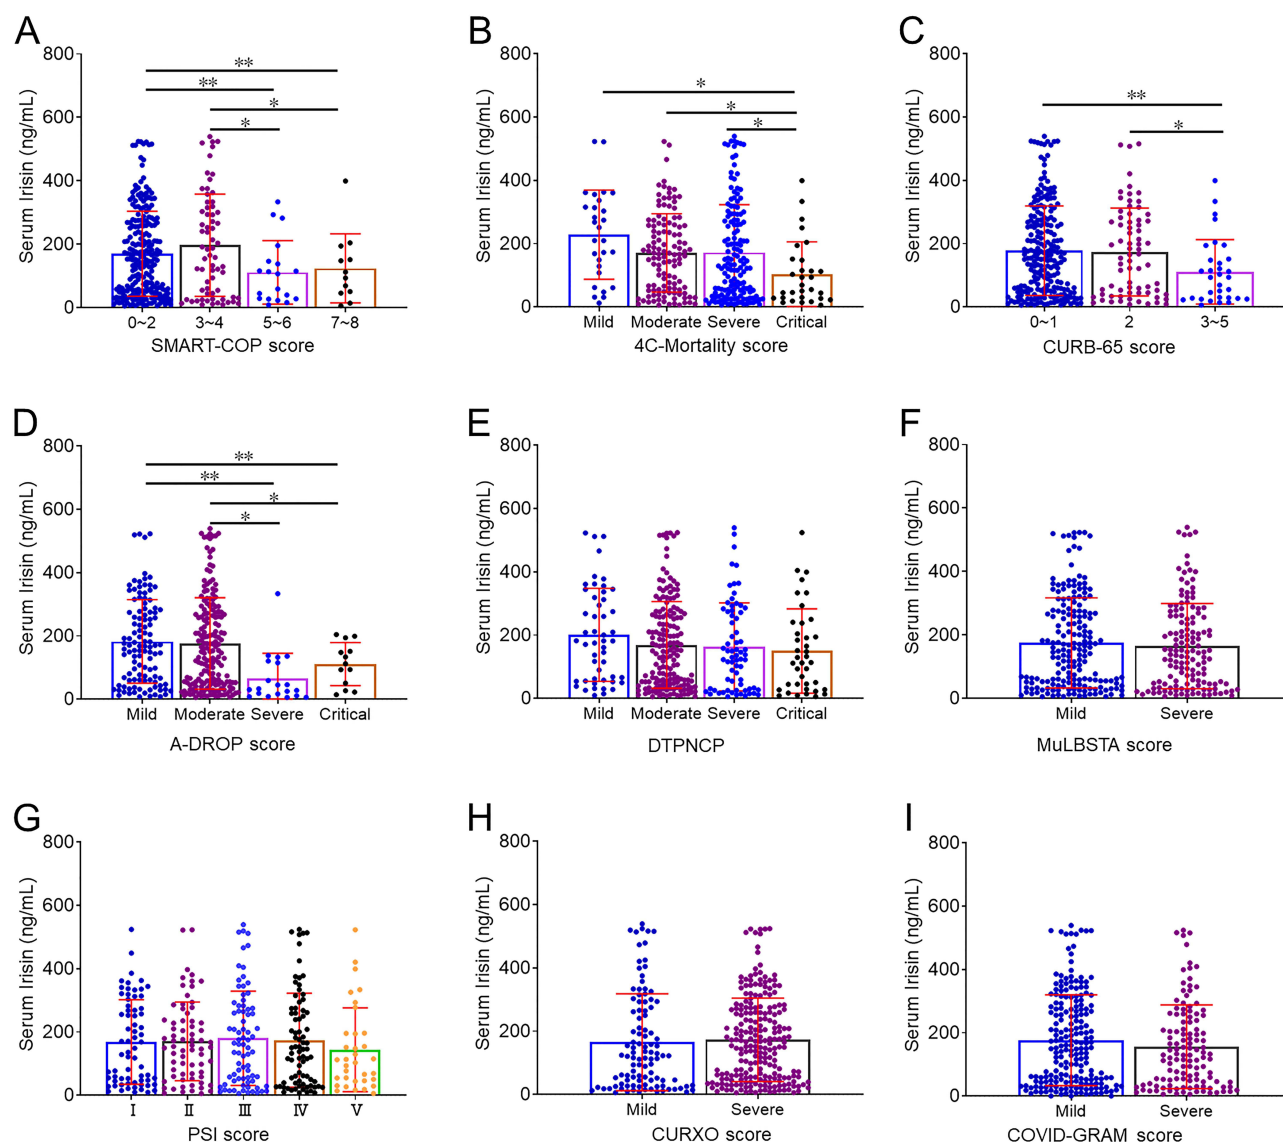 A
800
600
400
200
0
Serum Irisin (ng/mL)
**
**
*
*
0~2 3~4 5~6 7~8
SMART-COP score
B
800
600
400
200
0
Serum Irisin (ng/mL)
*
*
*
Mild Moderate Severe Critical
4C-Mortality score
C
800
600
400
200
0
Serum Irisin (ng/mL)
**
*
0~1 2 3~5
CURB-65 score
D
800
600
400
200
0
Serum Irisin (ng/mL)
**
**
*
*
Mild Moderate Severe Critical
A-DROP score
E
800
600
400
200
0
Serum Irisin (ng/mL)
Mild Moderate Severe Critical
DTPNCP
F
800
600
400
200
0
Serum Irisin (ng/mL)
Mild Severe
MuLBSTA score
G
800
600
400
200
0
Serum Irisin (ng/mL)
Ⅰ Ⅱ Ⅲ Ⅳ Ⅴ
PSI score
H
800
600
400
200
0
Serum Irisin (ng/mL)
Mild Severe
CURXO score
I
800
600
400
200
0
Serum Irisin (ng/mL)
Mild Severe
COVID-GRAM score